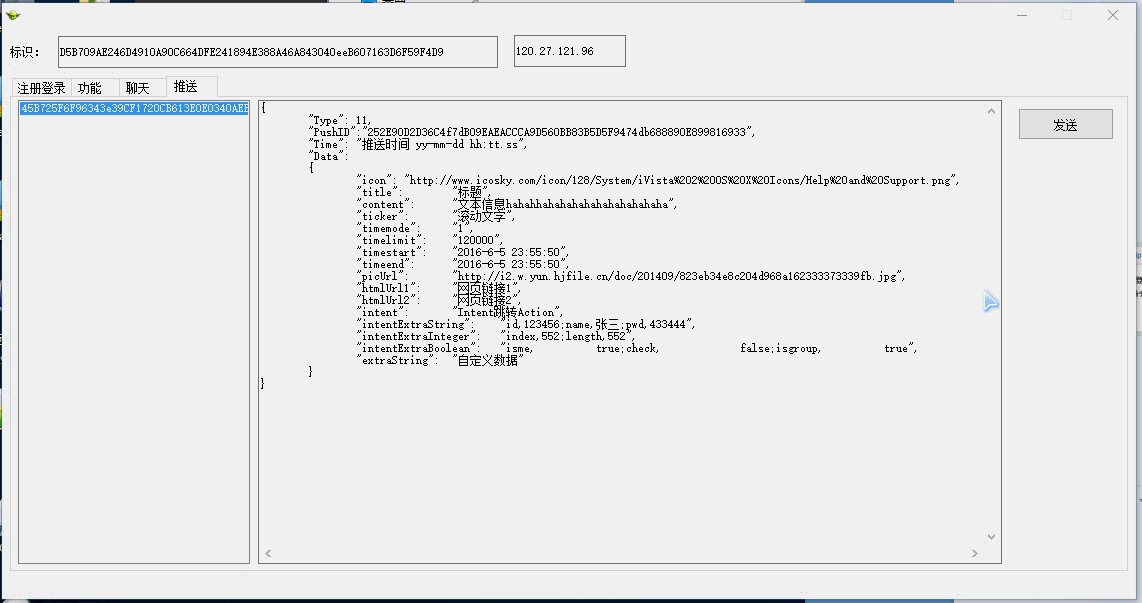 标识：
D5B709AE246D4910A90C664DFE241894E388A46A843040eeB607163D6F59F4D9
120.27.121.96
注册登录 功能 聊天 推送
45B725F6F96343e39CF1720CB613E0E0340AEE
{
"Type": 11,
"PushID":"252E90D2D36C4f7dB09EAEACCCA9D560BB83B5D5F9474db688890E899816933",
"Time": "推送时间 yy-mm-dd hh:tt.ss",
"Data":
{
"icon": "http://www.icosky.com/icon/128/System/iVista%202%20OS%20X%20Icons/Help%20and%20Support.png",
"title": "标题",
"content": "文本信息hahahhahahahahahahahahahaha",
"ticker": "滚动文字",
"timemode": "1",
"timelimit": "120000",
"timestart": "2016-6-5 23:55:50",
"timeend": "2016-6-5 23:55:50",
"picUrl": "http://i2.w.yun.hjfile.cn/doc/201409/823eb34e8c204d968a162333373339fb.jpg",
"htmlUrl1": "网页链接1",
"htmlUrl2": "网页链接2",
"intent": "Intent跳转Action",
"intentExtraString": "id,123456;name,张三;pwd,433444",
"intentExtraInteger": "index,552;length,552",
"intentExtraBoolean": "isme, true;check, false;isgroup, true",
"extraString": "自定义数据"
}
}
发送